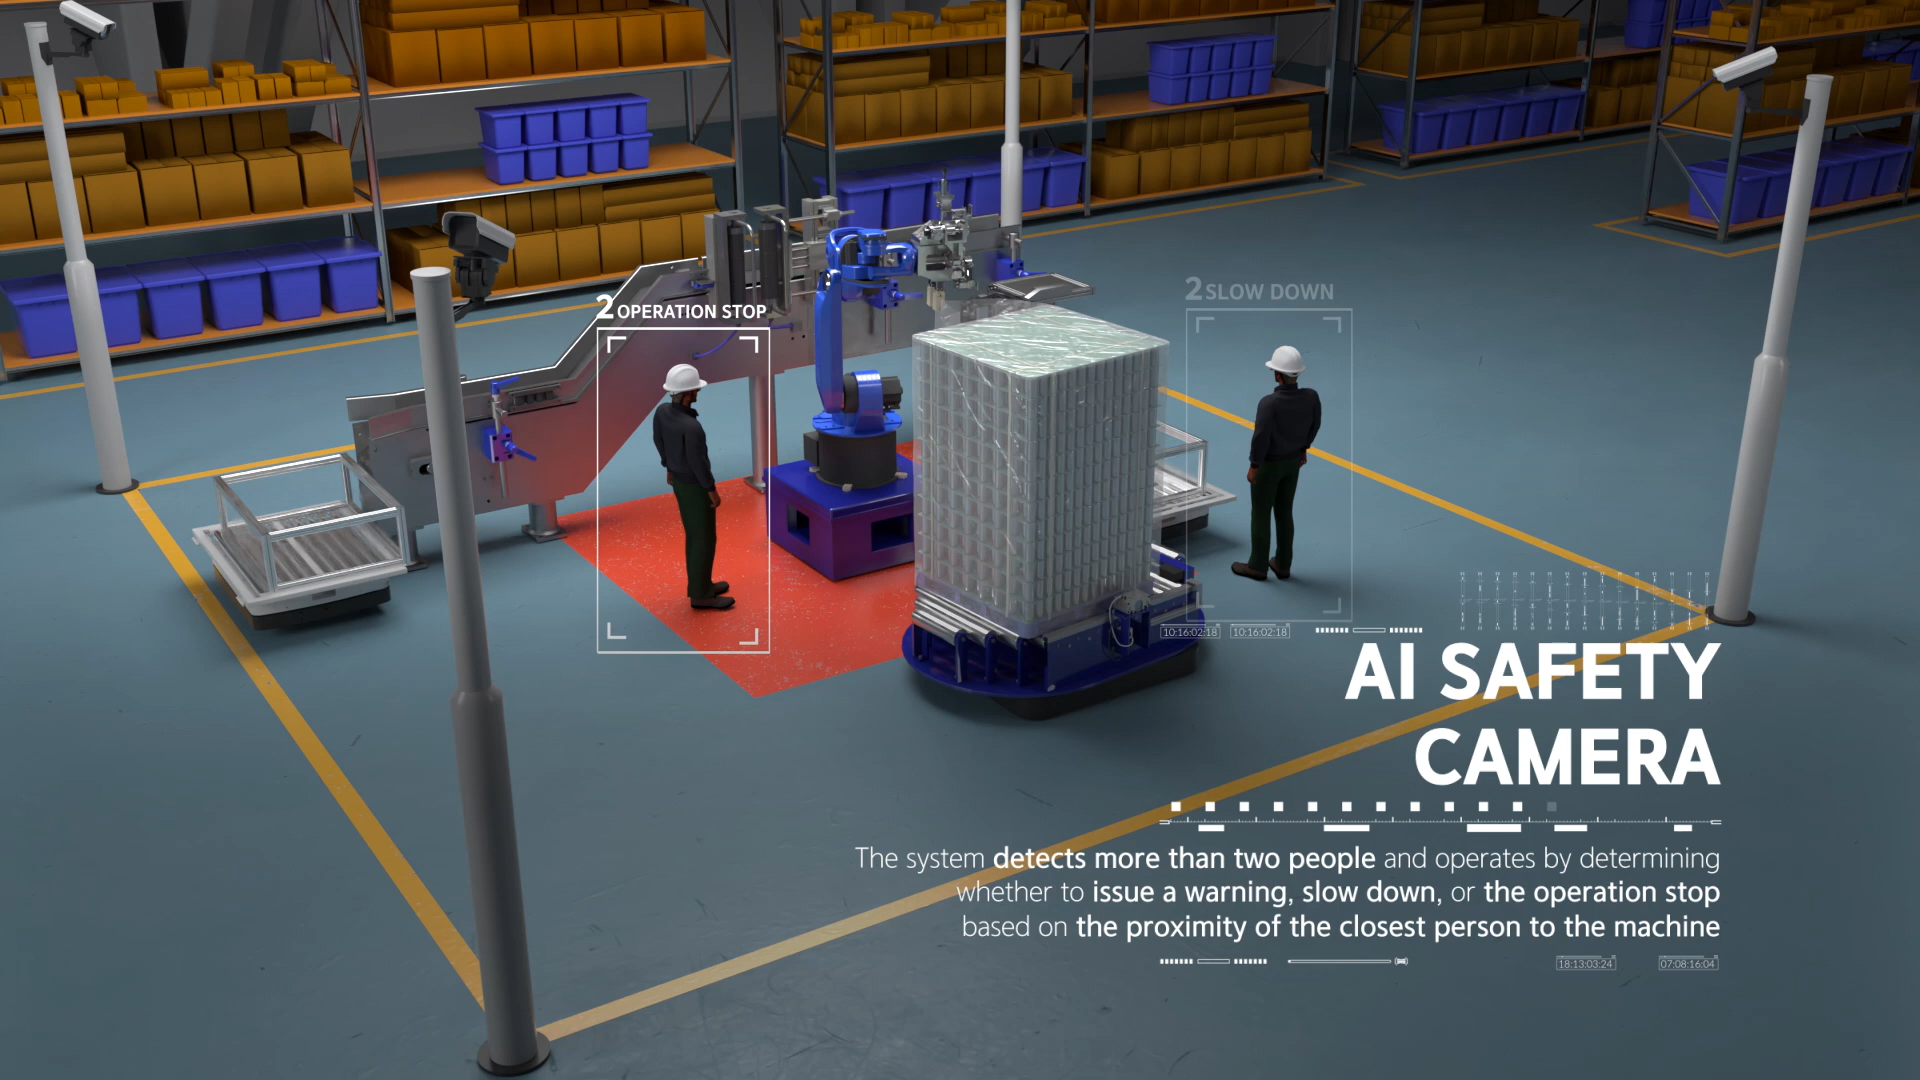 2 OPERATION STOP
2 SLOW DOWN
10:16:02:18 10:16:02:18
AI SAFETY
CAMERA
The system detects more than two people and operates by determining
whether to issue a warning, slow down, or the operation stop
based on the proximity of the closest person to the machine
18:13:03:24 07:08:16:04